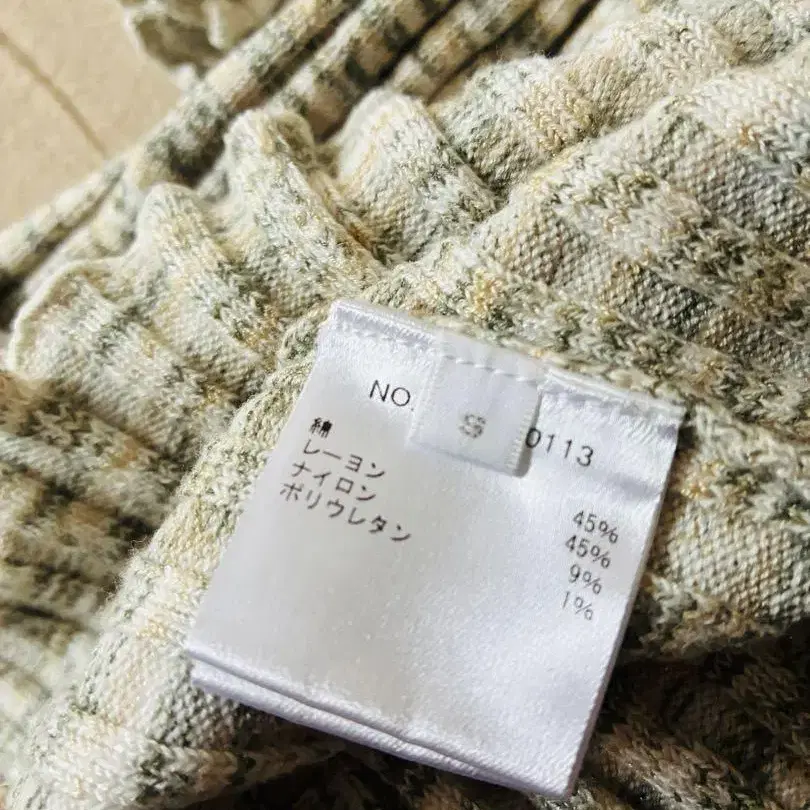 NO.
S
0113
綿 45%
レーヨン 45%
ナイロン 9%
ポリウレタン 1%